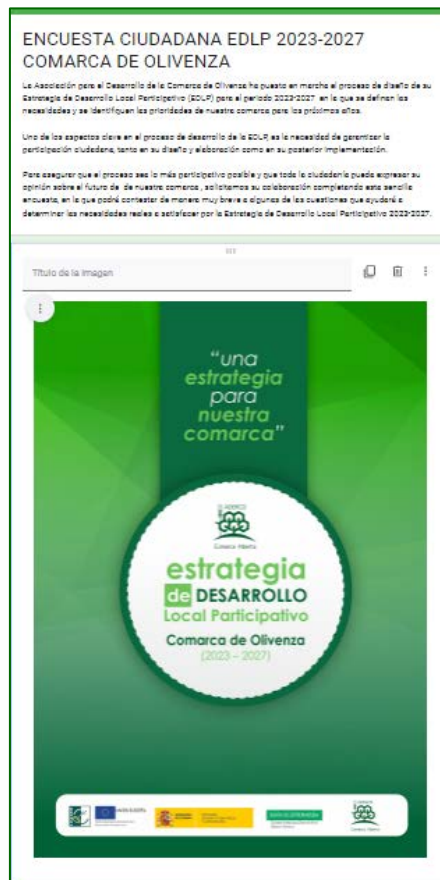 ENCUESTA CIUDADANA EDLP 2023-2027
COMARCA DE OLIVENZA
La Asociación para el Desarrollo de la Comarca de Olivenza ha puesto en marcha el proceso de diseño de su
Estrategia de Desarrollo Local Participativo (EDLP) para el periodo 2023-2027 en la que se definen las
necesidades y se identifiquen las prioridades de nuestra comarca para los próximos años.
Uno de los aspectos clave en el proceso de desarrollo de la EDLP, es la necesidad de garantizar la
participación ciudadana, tanto en su diseño y elaboración como en su posterior implementación.
Para asegurar que el proceso sea lo más participativo posible y que toda la ciudadanía pueda expresar su
opinión sobre el futuro de de nuestra comarca , solicitamos su colaboración completando esta sencilla
encuesta, en la que podrá contestar de manera muy breve a algunas de las cuestiones que ayudará a
determinar las necesidades reales a satisfacer por la Estrategia de Desarrollo Local Participativo 2023-2027.
Título de la imagen
“una
estrategia
para
nuestra
comarca”
ADERCO
Comarca Abierta
estrategia
de DESARROLLO
Local Participativo
Comarca de Olivenza
(2023 – 2027)
UNIÓN EUROPEA
JUNTA DE EXTREMADURA